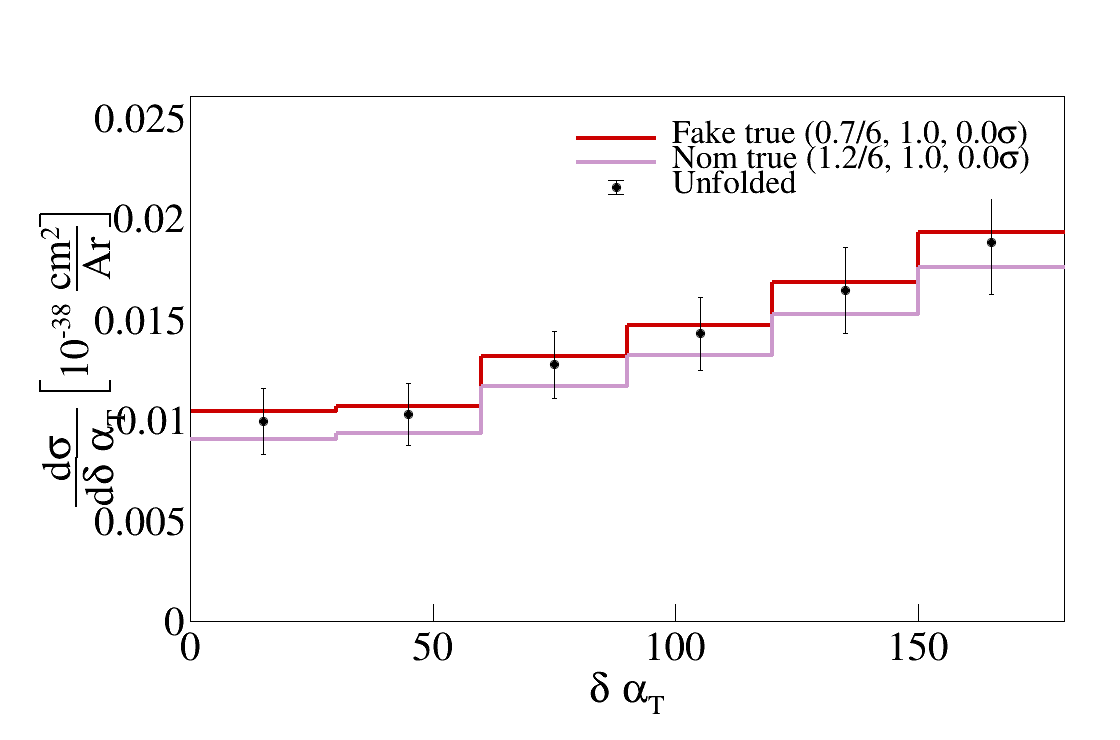 Fake true (0.7/6, 1.0, 0.0σ)
Nom true (1.2/6, 1.0, 0.0σ)
Unfolded
0.025
0.02
0.015
0.01
0.005
0
0 50 100 150
δ α_T
dσ
dδ α_T
[10^-38 cm^2
Ar]